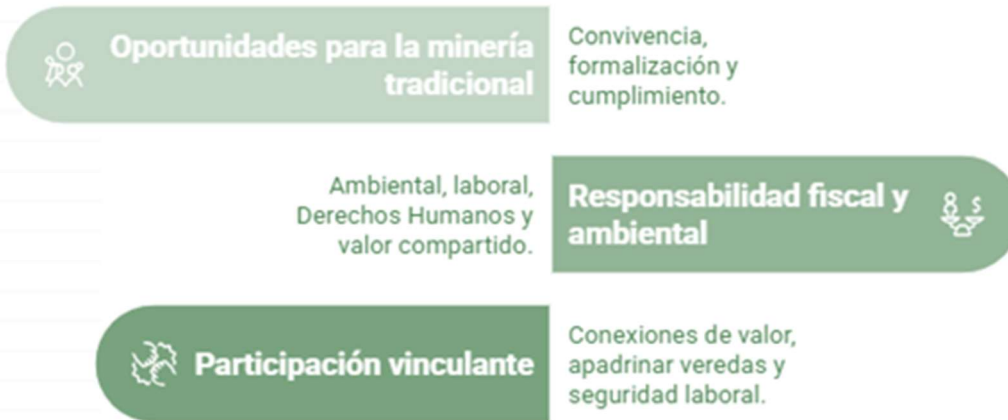 Oportunidades para la minería
tradicional
Convivencia,
formalización y
cumplimiento.
Ambiental, laboral,
Derechos Humanos y
valor compartido.
Responsabilidad fiscal y
ambiental
Participación vinculante
Conexiones de valor,
apadrinar veredas y
seguridad laboral.